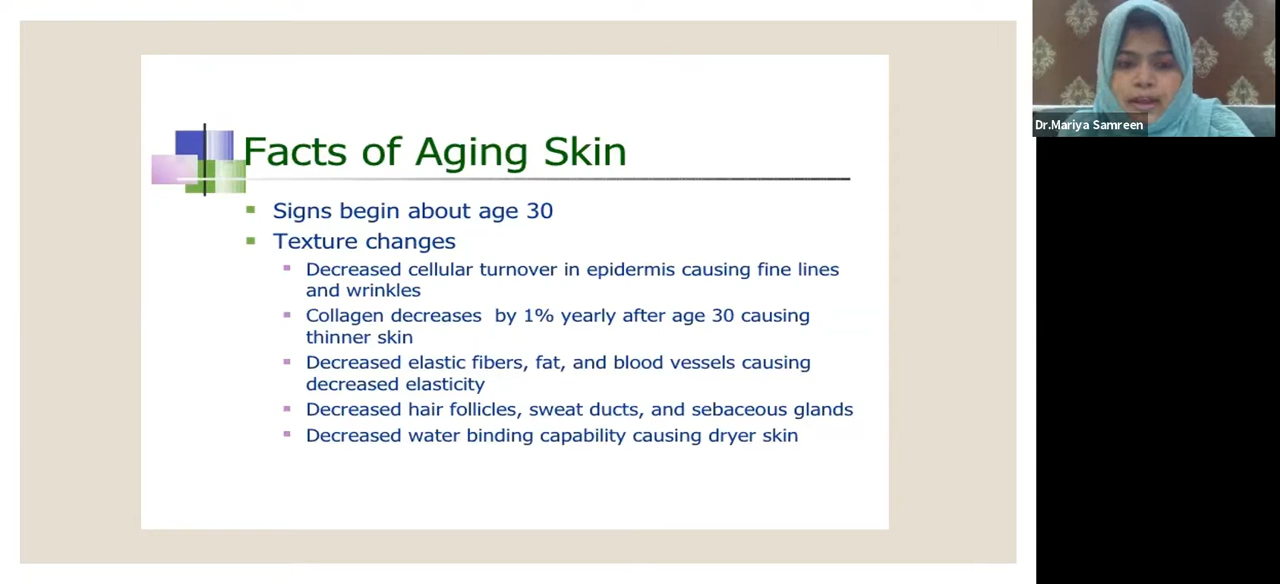 Facts of Aging Skin
Signs begin about age 30
Texture changes
Decreased cellular turnover in epidermis causing fine lines
and wrinkles
Collagen decreases by 1% yearly after age 30 causing
thinner skin
Decreased elastic fibers, fat, and blood vessels causing
decreased elasticity
Decreased hair follicles, sweat ducts, and sebaceous glands
Decreased water binding capability causing dryer skin
Dr.Mariya Samreen